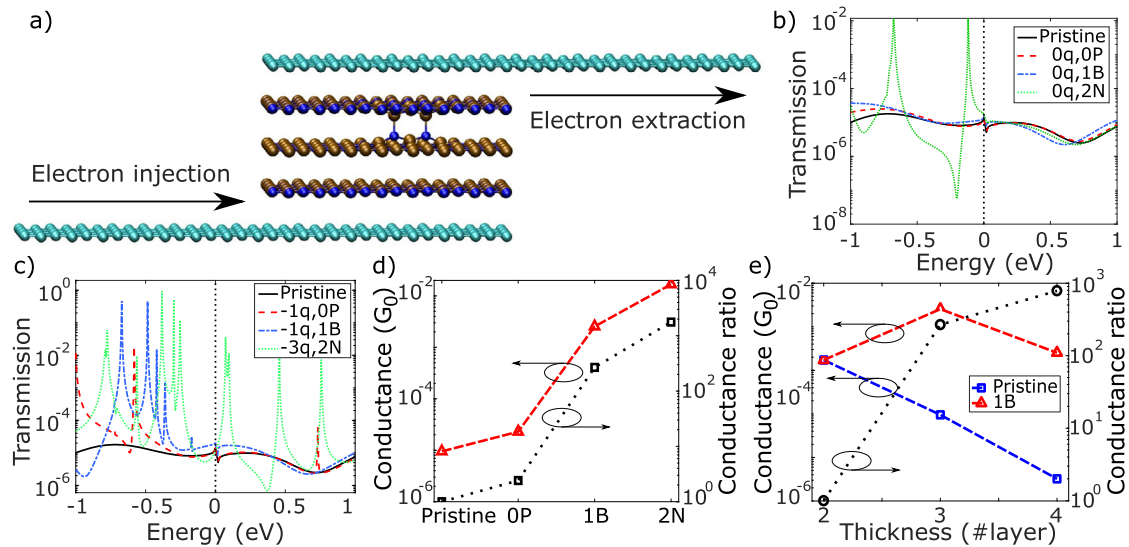 a)
Electron extraction
Electron injection
b)
Transmission
10^-2
10^-4
10^-6
10^-8
Pristine
0q,0P
0q,1B
0q,2N
-1 -0.5 0 0.5 1
Energy (eV)
c)
Transmission
10^0
10^-2
10^-4
10^-6
Pristine
-1q,0P
-1q,1B
-3q,2N
-1 -0.5 0 0.5 1
Energy (eV)
d)
Conductance (G_0)
10^-2
10^-4
10^-6
Pristine 0P 1B 2N
10^4
10^2
10^0
Conductance ratio
e)
Conductance (G_0)
10^-2
10^-4
10^-6
Pristine
1B
2 3 4
Thickness (#layer)
10^3
10^2
10^1
10^0
Conductance ratio